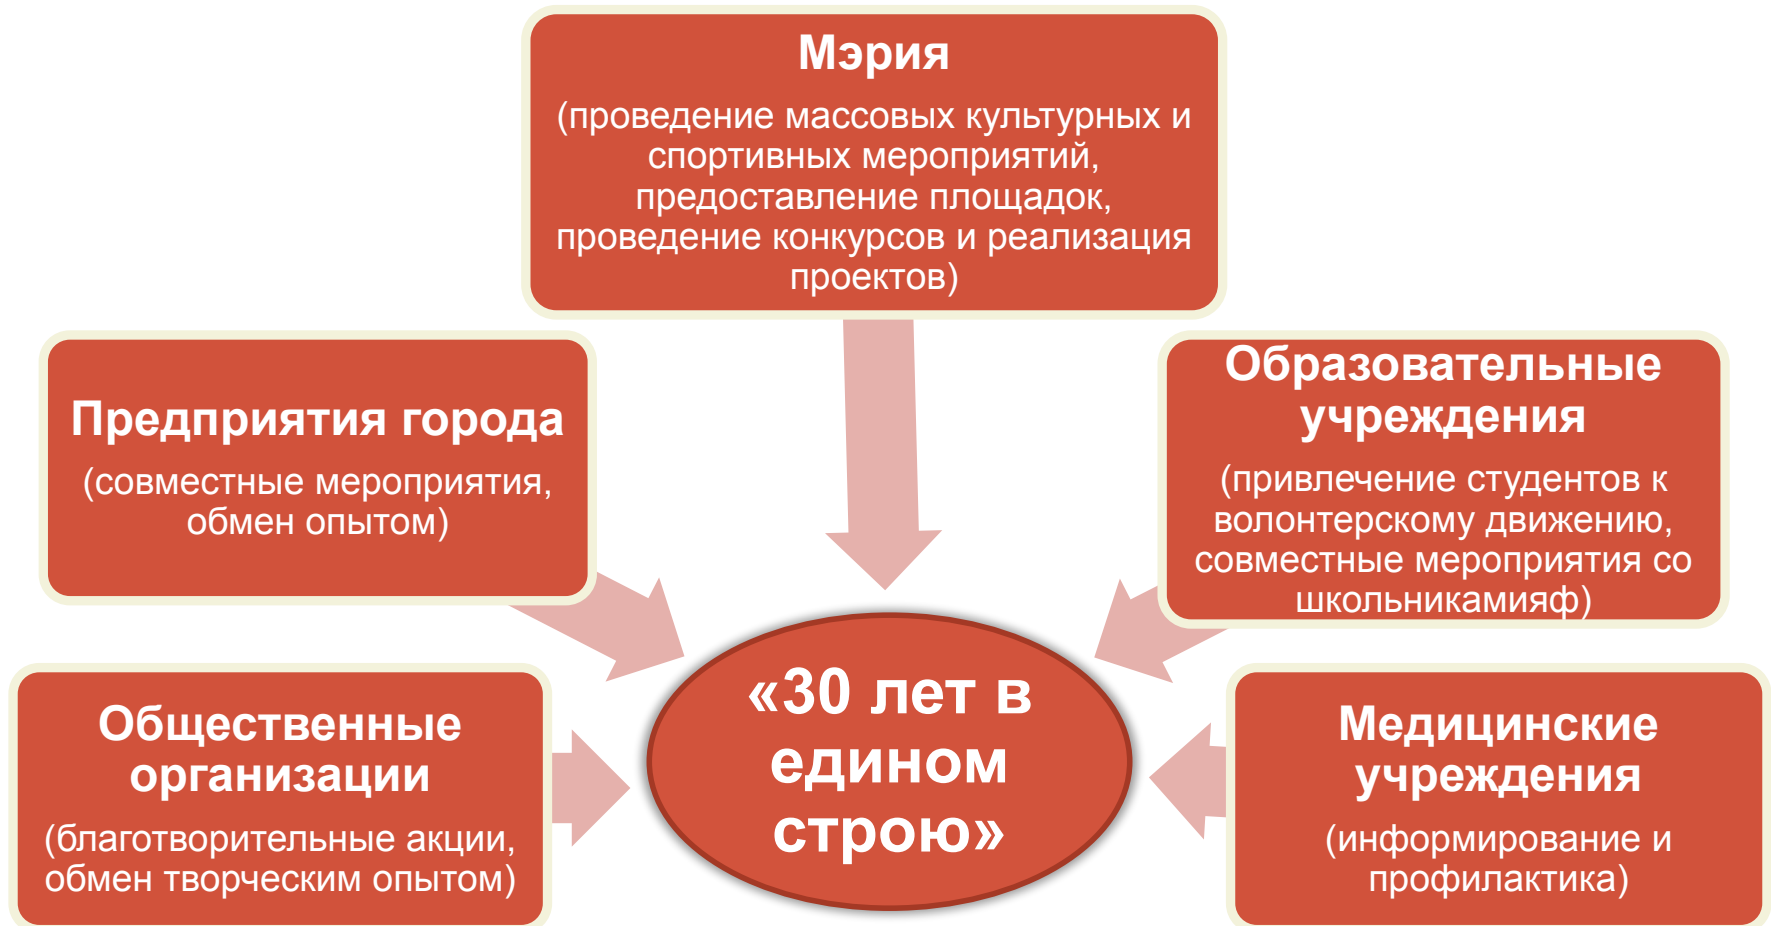 Мэрия
(проведение массовых культурных и
спортивных мероприятий,
предоставление площадок,
проведение конкурсов и реализация
проектов)
Предприятия города
(совместные мероприятия,
обмен опытом)
Образовательные
учреждения
(привлечение студентов к
волонтерскому движению,
совместные мероприятия со
школьникамияф)
Общественные
организации
(благотворительные акции,
обмен творческим опытом)
«30 лет в
едином
строю»
Медицинские
учреждения
(информирование и
профилактика)